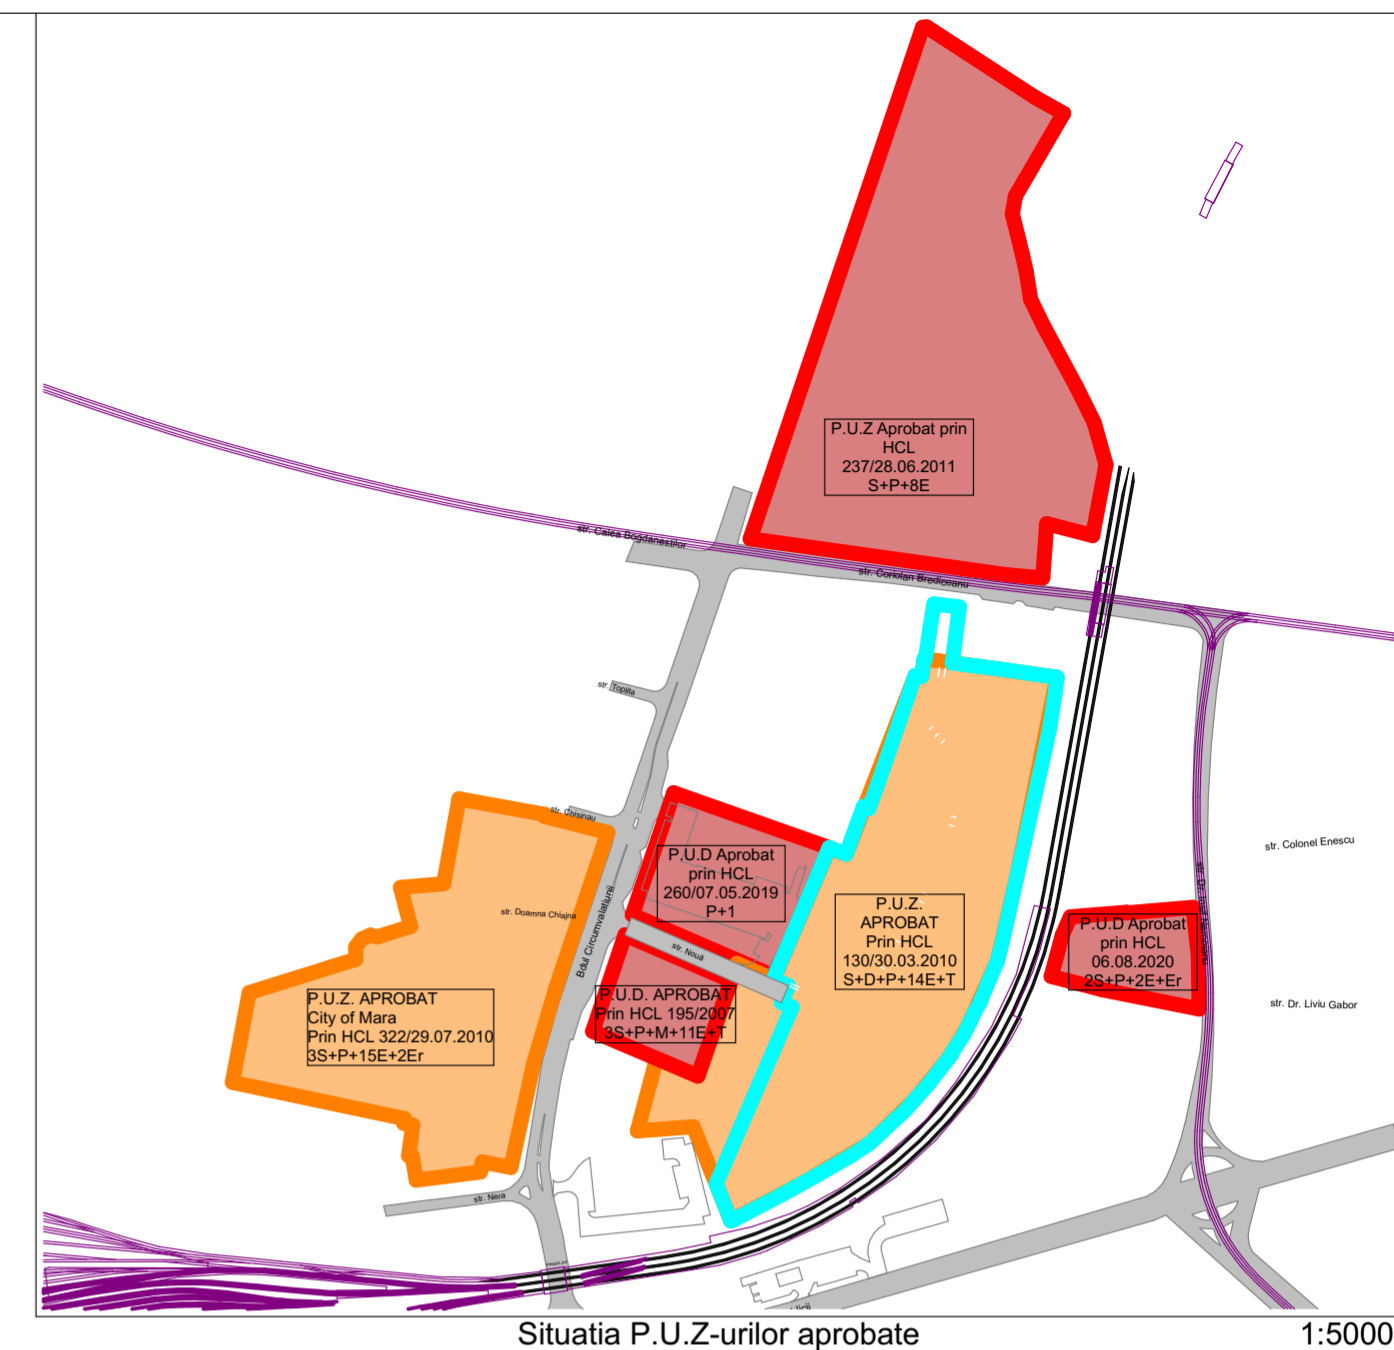 P.U.Z Aprobat prin
HCL
237/28.06.2011
S+P+8E
str. Calea Bogdanestilor
str. Coriolan Brediceanu
str. Toplita
str. Chisinau
str. Doamna Chiajna
Bdul Circumvalatiunii
P.U.D Aprobat
prin HCL
260/07.05.2019
P+1
str. Nouă
P.U.Z.
APROBAT
Prin HCL
130/30.03.2010
S+D+P+14E+T
P.U.D Aprobat
prin HCL
06.08.2020
2S+P+2E+Er
str. Colonel Enescu
str. Dr. Liviu Gabor
P.U.Z. APROBAT
City of Mara
Prin HCL 322/29.07.2010
3S+P+15E+2Er
P.U.D. APROBAT
Prin HCL 195/2007
3S+P+M+11E+T
str. Nera
Situatia P.U.Z-urilor aprobate
1:5000